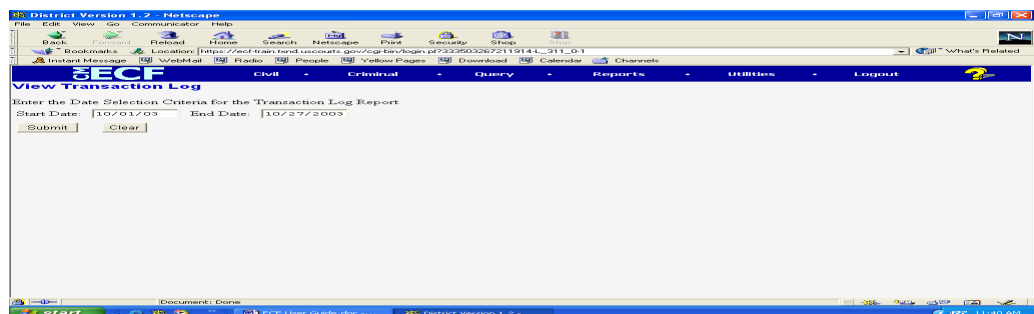 District Version 1.2 - Netscape
File Edit View Go Communicator Help
Back Forward Reload Home Search Netscape Print Security Shop Stop
Bookmarks Location: https://ecf-train.txnd.uscourts.gov/cgi-bin/login.pl?333503267211914-L_311_0-1 What's Related
Instant Message WebMail Radio People Yellow Pages Download Calendar Channels
CM ECF Civil • Criminal • Query • Reports • Utilities • Logout ?
View Transaction Log
Enter the Date Selection Criteria for the Transaction Log Report
Start Date: 10/01/03 End Date: 10/27/2003
Submit Clear
Document: Done
start ECF User Guide.doc - ... District Version 1.2 - ... 11:40 AM